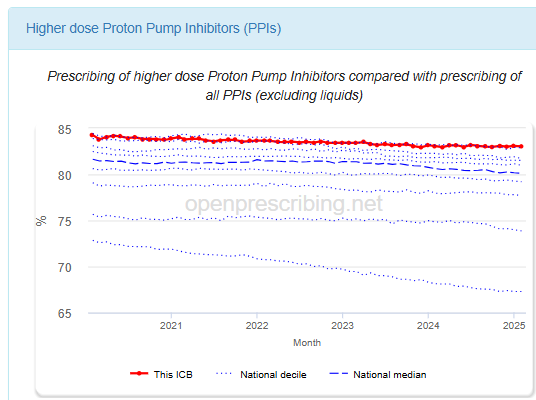 Higher dose Proton Pump Inhibitors (PPIs)
Prescribing of higher dose Proton Pump Inhibitors compared with prescribing of
all PPIs (excluding liquids)
85
80
75
70
65
%
openprescribing.net
2021 2022 2023 2024 2025
Month
This ICB National decile National median